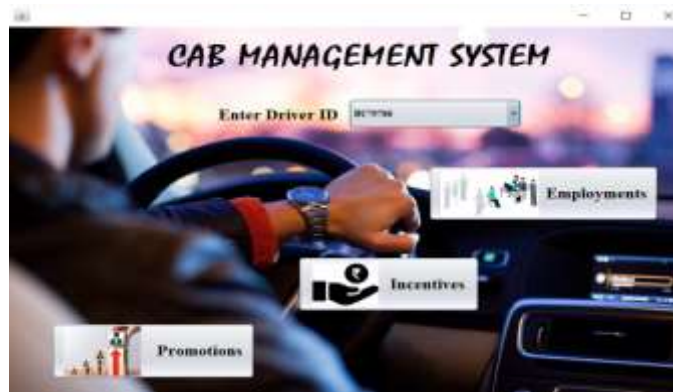 CAB MANAGEMENT SYSTEM
Enter Driver ID
Employments
Incentives
Promotions